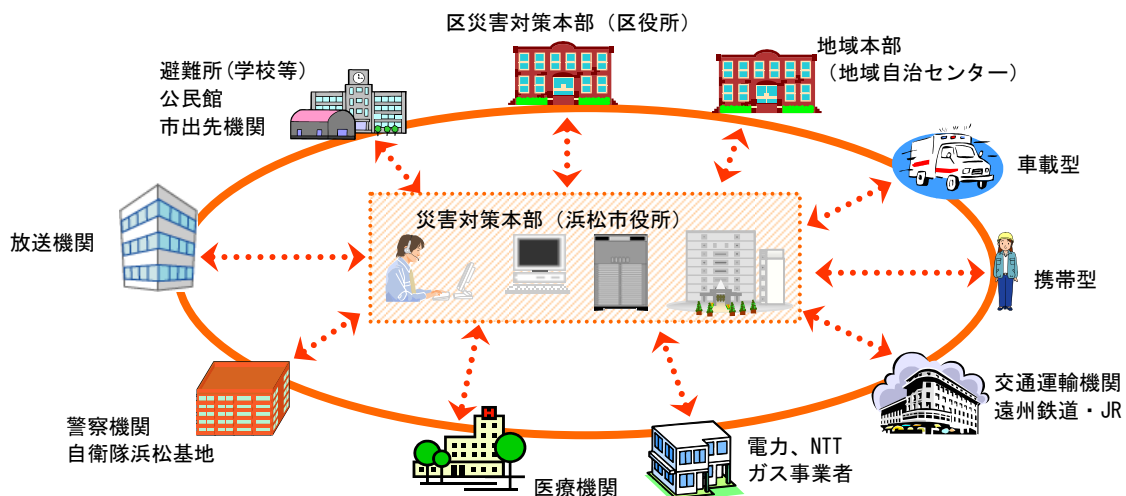 区災害対策本部（区役所）
地域本部
（地域自治センター）
避難所(学校等)
公民館
市出先機関
車載型
災害対策本部（浜松市役所）
放送機関
携帯型
交通運輸機関
遠州鉄道・JR
警察機関
自衛隊浜松基地
H
電力、NTT
ガス事業者
医療機関